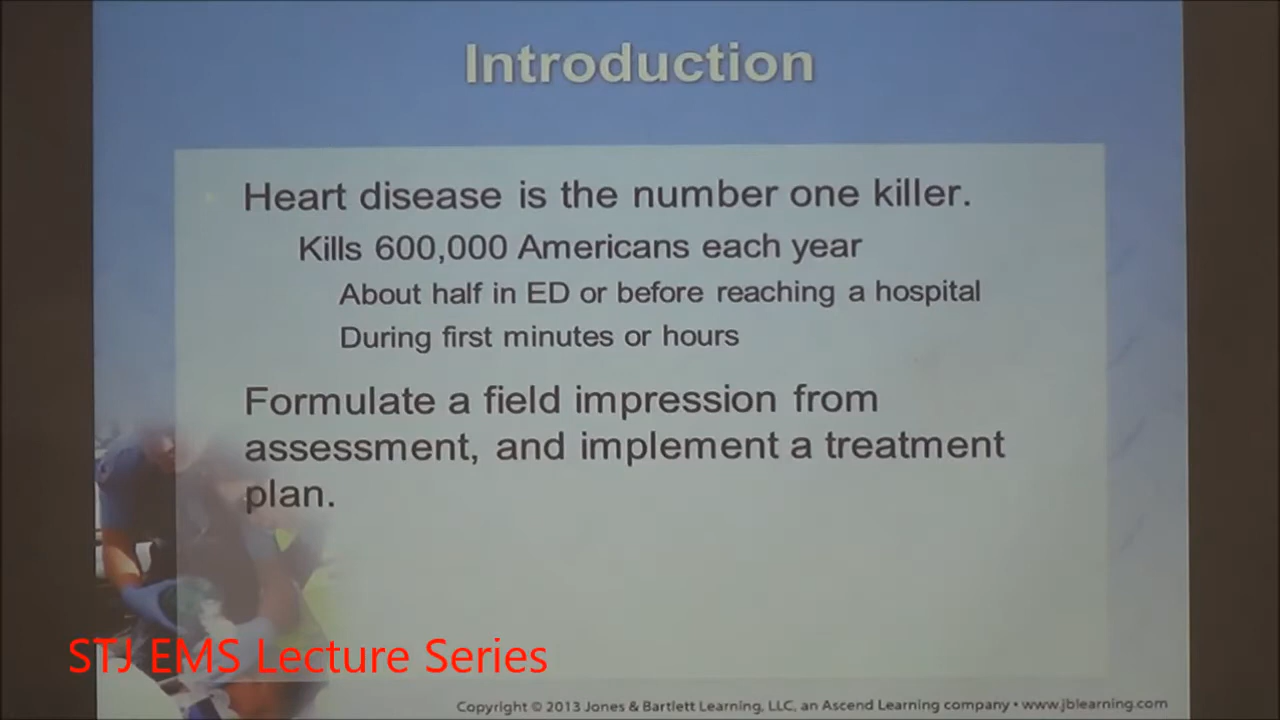 Introduction
Heart disease is the number one killer.
Kills 600,000 Americans each year
About half in ED or before reaching a hospital
During first minutes or hours
Formulate a field impression from
assessment, and implement a treatment
plan.
STJ EMS Lecture Series
Copyright © 2013 Jones & Bartlett Learning, LLC, an Ascend Learning company • www.jblearning.com